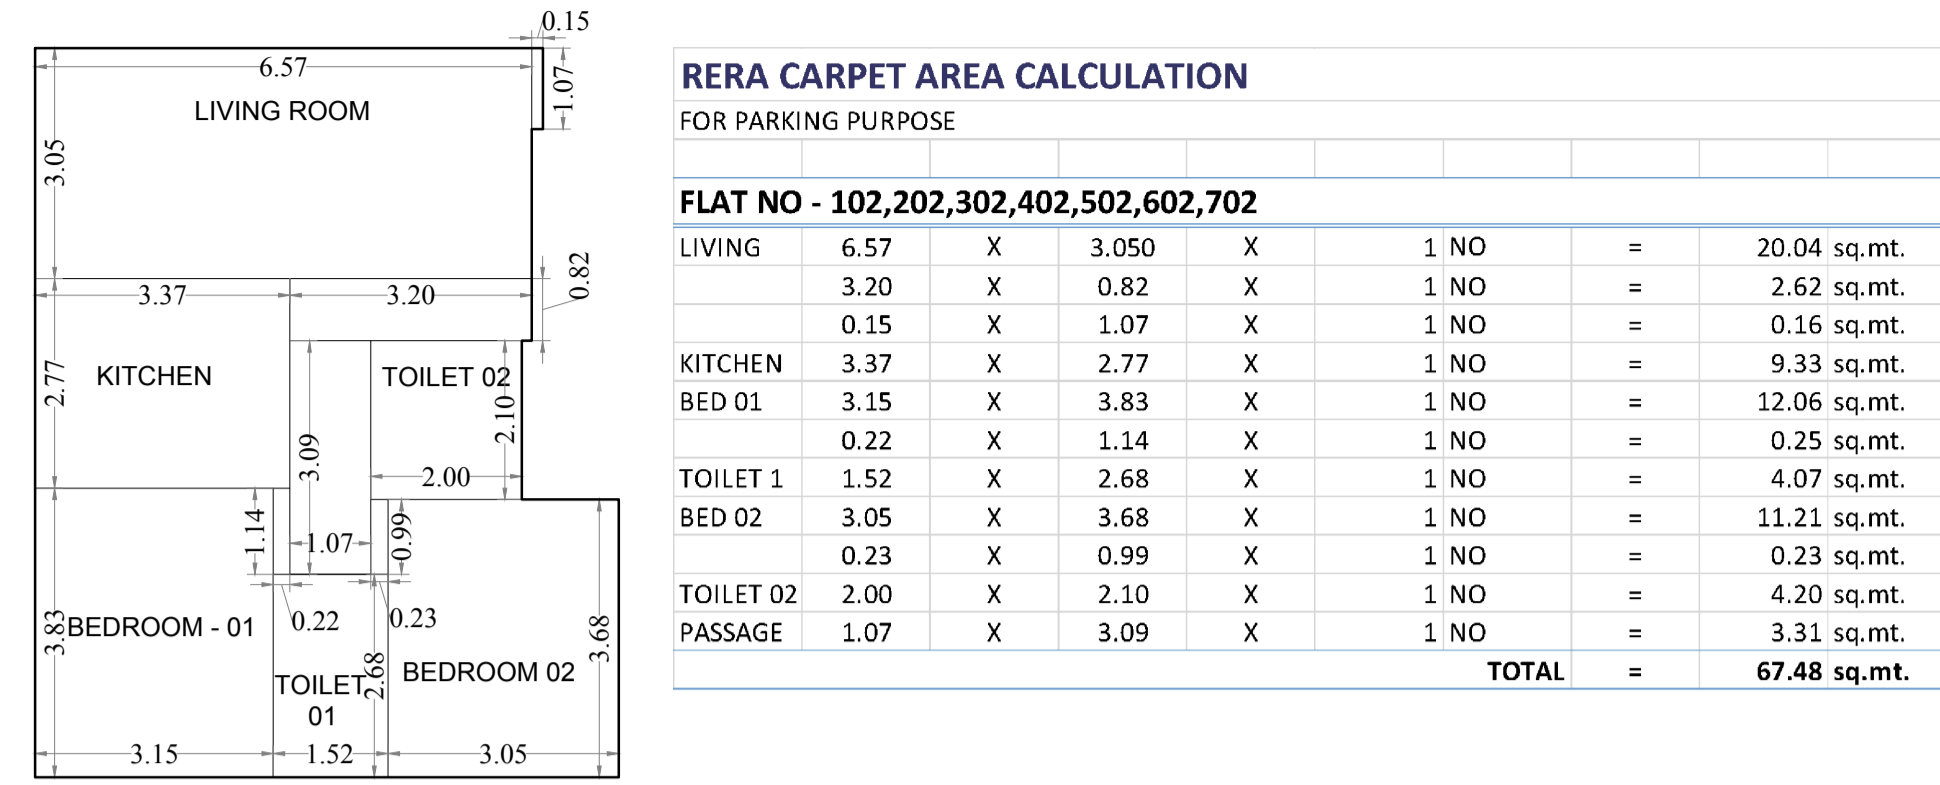 0.15
6.57
1.07
LIVING ROOM
3.05
0.82
3.37
3.20
2.77
KITCHEN
TOILET 02
2.10
3.09
2.00
1.14
1.07
0.99
0.22
0.23
3.83
BEDROOM - 01
3.68
2.68
BEDROOM 02
TOILET
01
3.15
1.52
3.05
RERA CARPET AREA CALCULATION
FOR PARKING PURPOSE
FLAT NO - 102,202,302,402,502,602,702
LIVING 6.57 X 3.050 X 1 NO = 20.04 sq.mt.
3.20 X 0.82 X 1 NO = 2.62 sq.mt.
0.15 X 1.07 X 1 NO = 0.16 sq.mt.
KITCHEN 3.37 X 2.77 X 1 NO = 9.33 sq.mt.
BED 01 3.15 X 3.83 X 1 NO = 12.06 sq.mt.
0.22 X 1.14 X 1 NO = 0.25 sq.mt.
TOILET 1 1.52 X 2.68 X 1 NO = 4.07 sq.mt.
BED 02 3.05 X 3.68 X 1 NO = 11.21 sq.mt.
0.23 X 0.99 X 1 NO = 0.23 sq.mt.
TOILET 02 2.00 X 2.10 X 1 NO = 4.20 sq.mt.
PASSAGE 1.07 X 3.09 X 1 NO = 3.31 sq.mt.
TOTAL = 67.48 sq.mt.